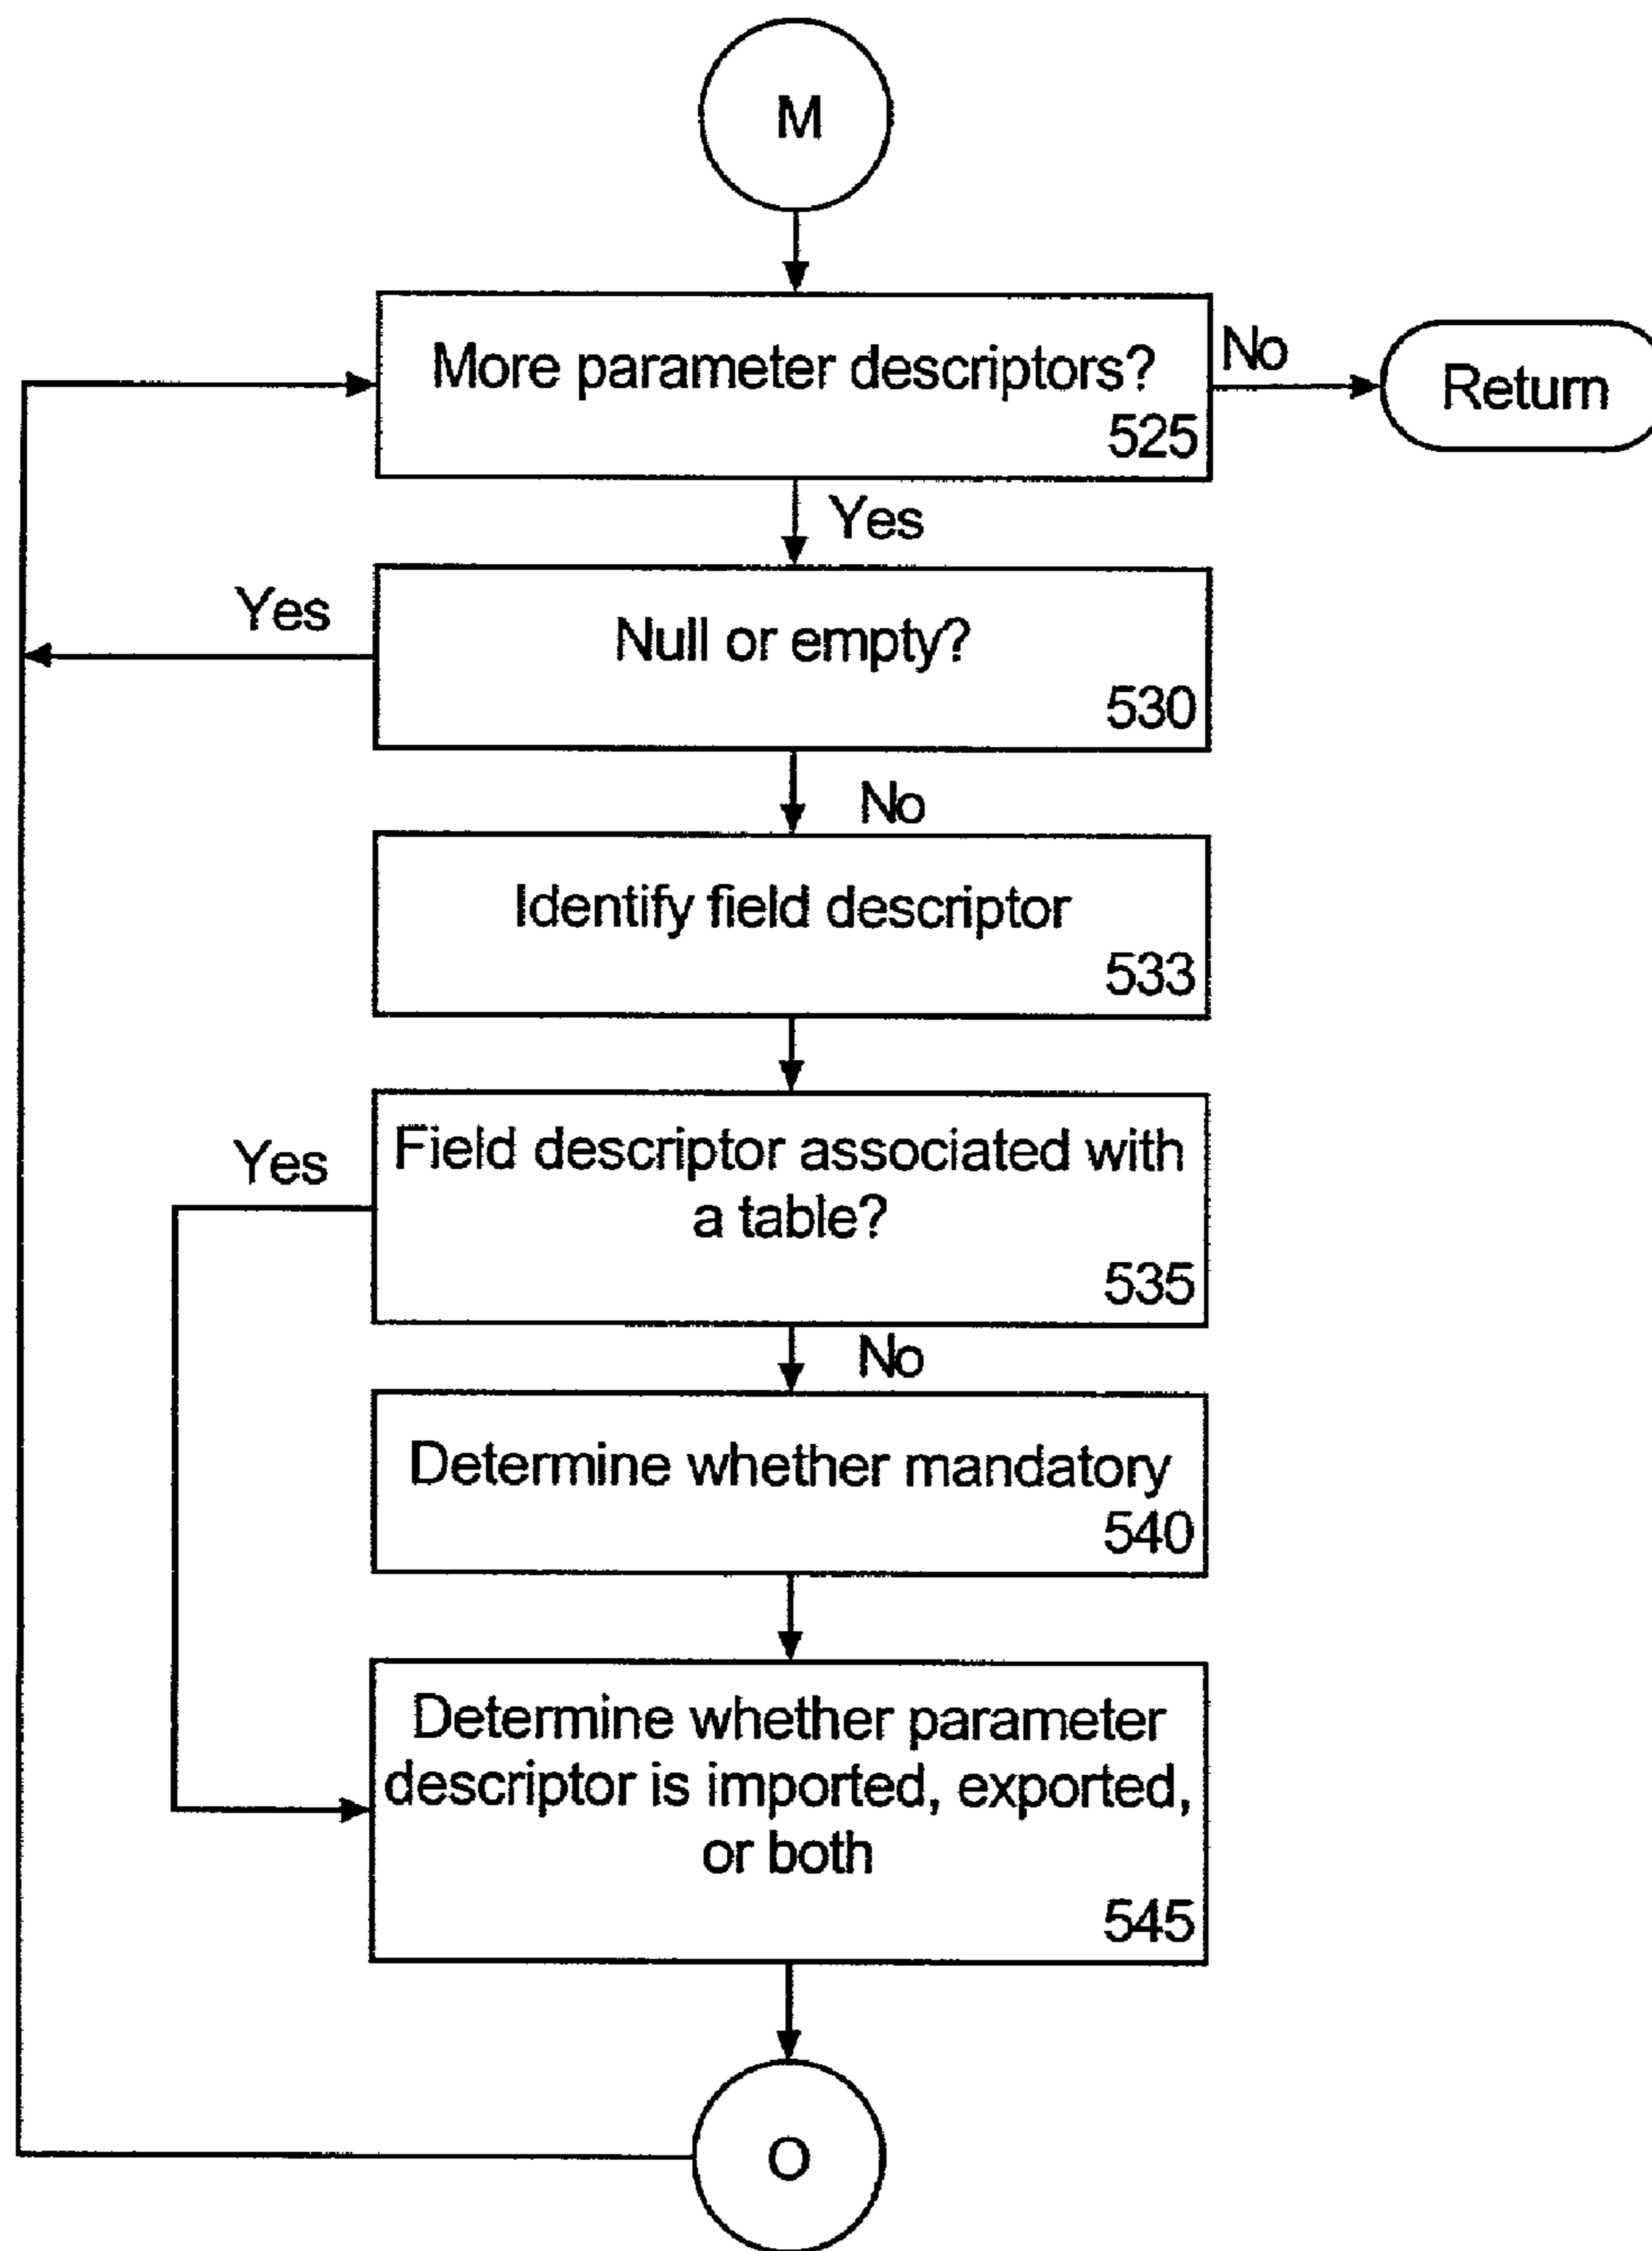 M
More parameter descriptors?
525
No
Return
Yes
Null or empty?
530
Yes
No
Identify field descriptor
533
Field descriptor associated with
a table?
535
Yes
No
Determine whether mandatory
540
Determine whether parameter
descriptor is imported, exported,
or both
545
O